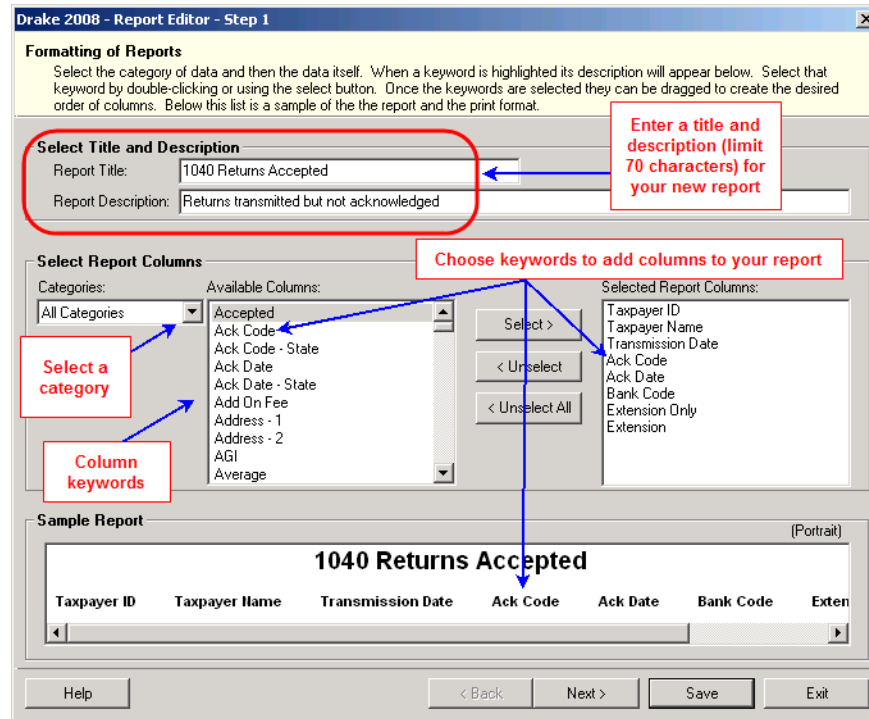 Drake 2008 - Report Editor - Step 1
Formatting of Reports
Select the category of data and then the data itself. When a keyword is highlighted its description will appear below. Select that
keyword by double-clicking or using the select button. Once the keywords are selected they can be dragged to create the desired
order of columns. Below this list is a sample of the the report and the print format.
Enter a title and
description (limit
70 characters) for
your new report
Select Title and Description
Report Title: 1040 Returns Accepted
Report Description: Returns transmitted but not acknowledged
Choose keywords to add columns to your report
Select Report Columns
Categories:
All Categories
Select a
category
Column
keywords
Available Columns:
Accepted
Ack Code
Ack Code - State
Ack Date
Ack Date - State
Add On Fee
Address - 1
Address - 2
AGI
Average
Select >
< Unselect
< Unselect All
Selected Report Columns:
Taxpayer ID
Taxpayer Name
Transmission Date
Ack Code
Ack Date
Bank Code
Extension Only
Extension
Sample Report
(Portrait)
1040 Returns Accepted
Taxpayer ID Taxpayer Name Transmission Date Ack Code Ack Date Bank Code Exten
Help < Back Next > Save Exit